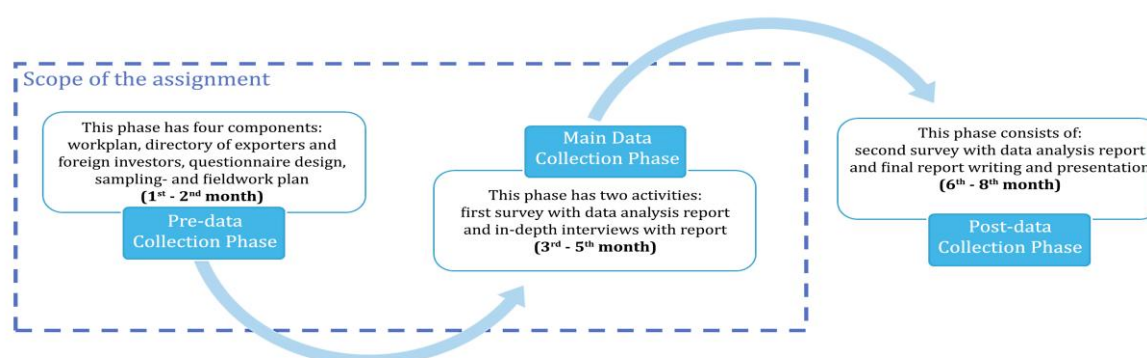 Scope of the assignment
This phase has four components:
workplan, directory of exporters and
foreign investors, questionnaire design,
sampling- and fieldwork plan
(1st - 2nd month)
Pre-data
Collection Phase
Main Data
Collection Phase
This phase has two activities:
first survey with data analysis report
and in-depth interviews with report
(3rd - 5th month)
This phase consists of:
second survey with data analysis report
and final report writing and presentation
(6th - 8th month)
Post-data
Collection Phase